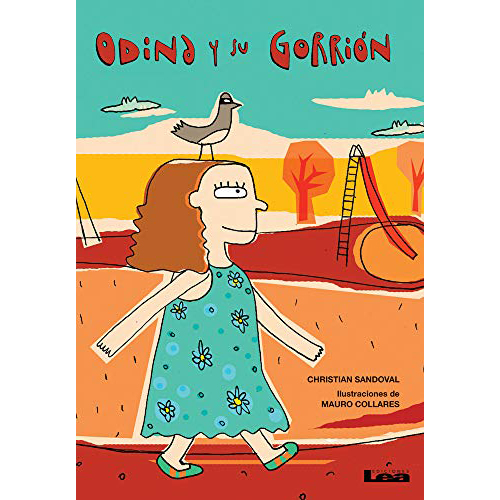 ODiNa y su GORRIÓN
CHRISTIAN SANDOVAL
Ilustraciones de
MAURO COLLARES
EDICIONES
Lea